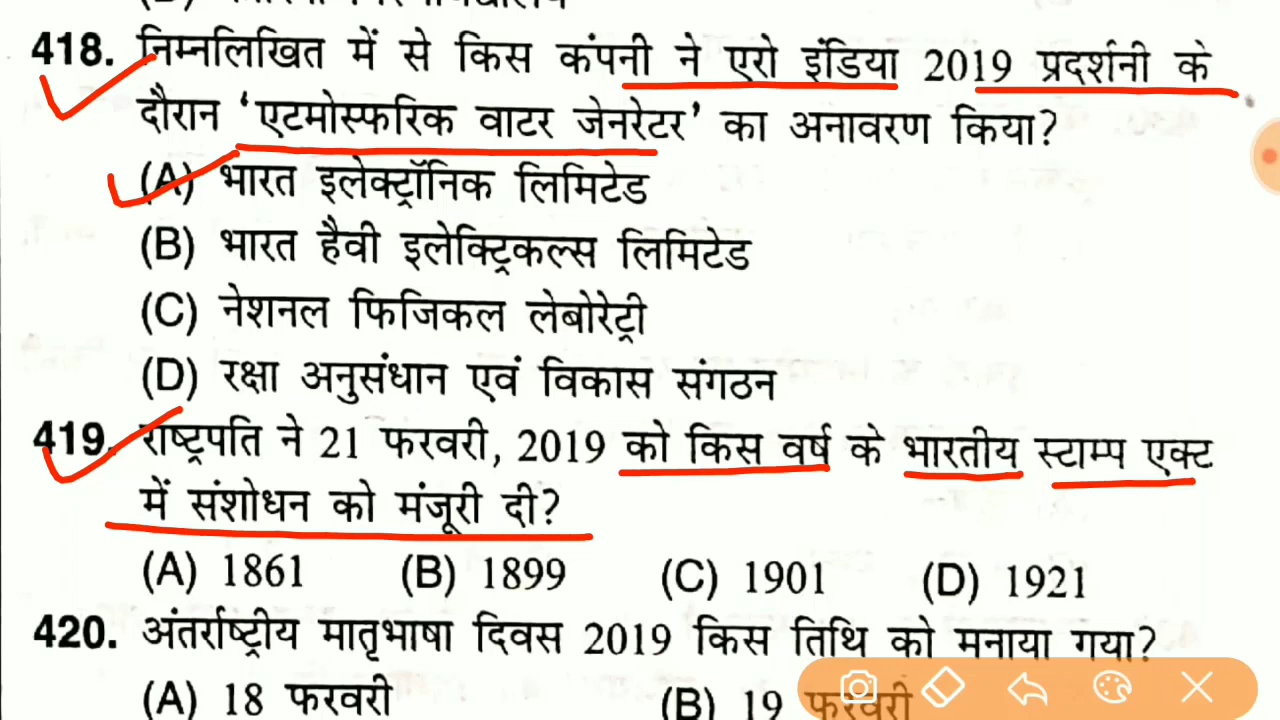 418. निम्नलिखित में से किस कंपनी ने एरो इंडिया 2019 प्रदर्शनी के
दौरान ‘एटमोस्फरिक वाटर जेनरेटर’ का अनावरण किया?
(A) भारत इलेक्ट्रॉनिक लिमिटेड
(B) भारत हैवी इलेक्ट्रिकल्स लिमिटेड
(C) नेशनल फिजिकल लेबोरेट्री
(D) रक्षा अनुसंधान एवं विकास संगठन
419. राष्ट्रपति ने 21 फरवरी, 2019 को किस वर्ष के भारतीय स्टाम्प एक्ट
में संशोधन को मंजूरी दी?
(A) 1861 (B) 1899 (C) 1901 (D) 1921
420. अंतर्राष्ट्रीय मातृभाषा दिवस 2019 किस तिथि को मनाया गया?
(A) 18 फरवरी (B) 19 फरवरी